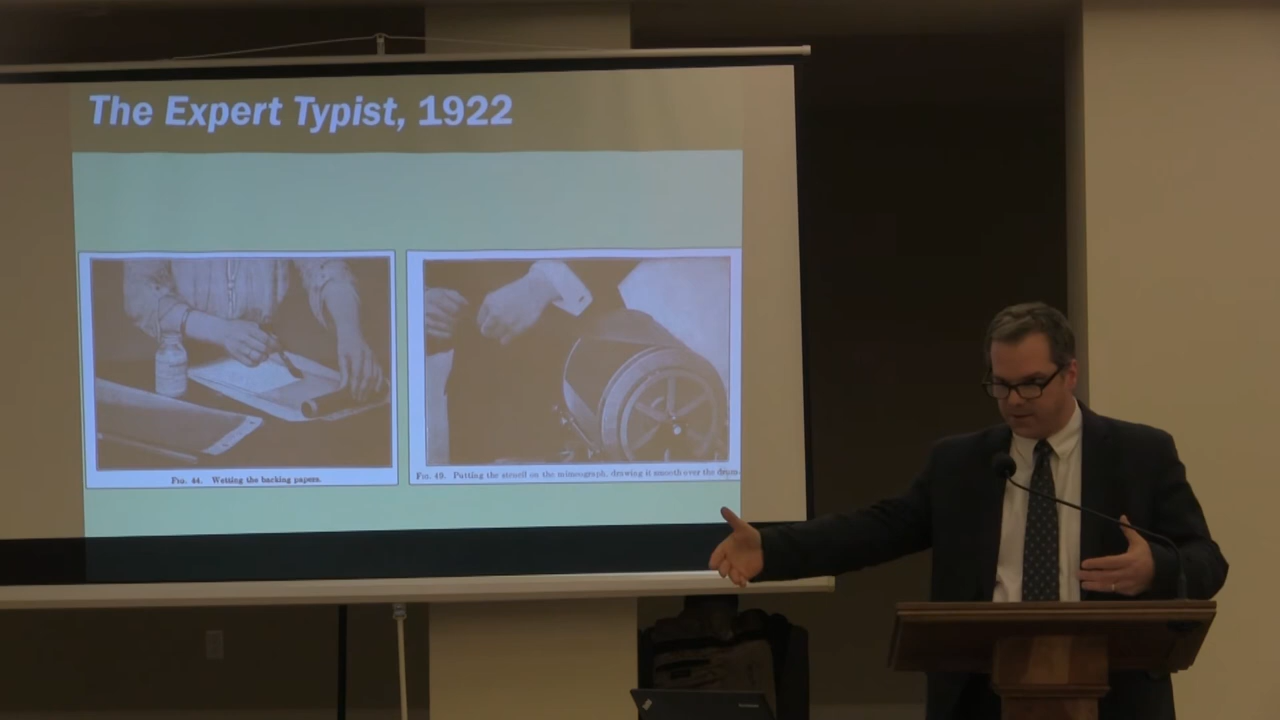 The Expert Typist, 1922
Fig. 44. Wetting the backing papers.
Fig. 49. Putting the stencil on the mimeograph, drawing it smooth over the drum